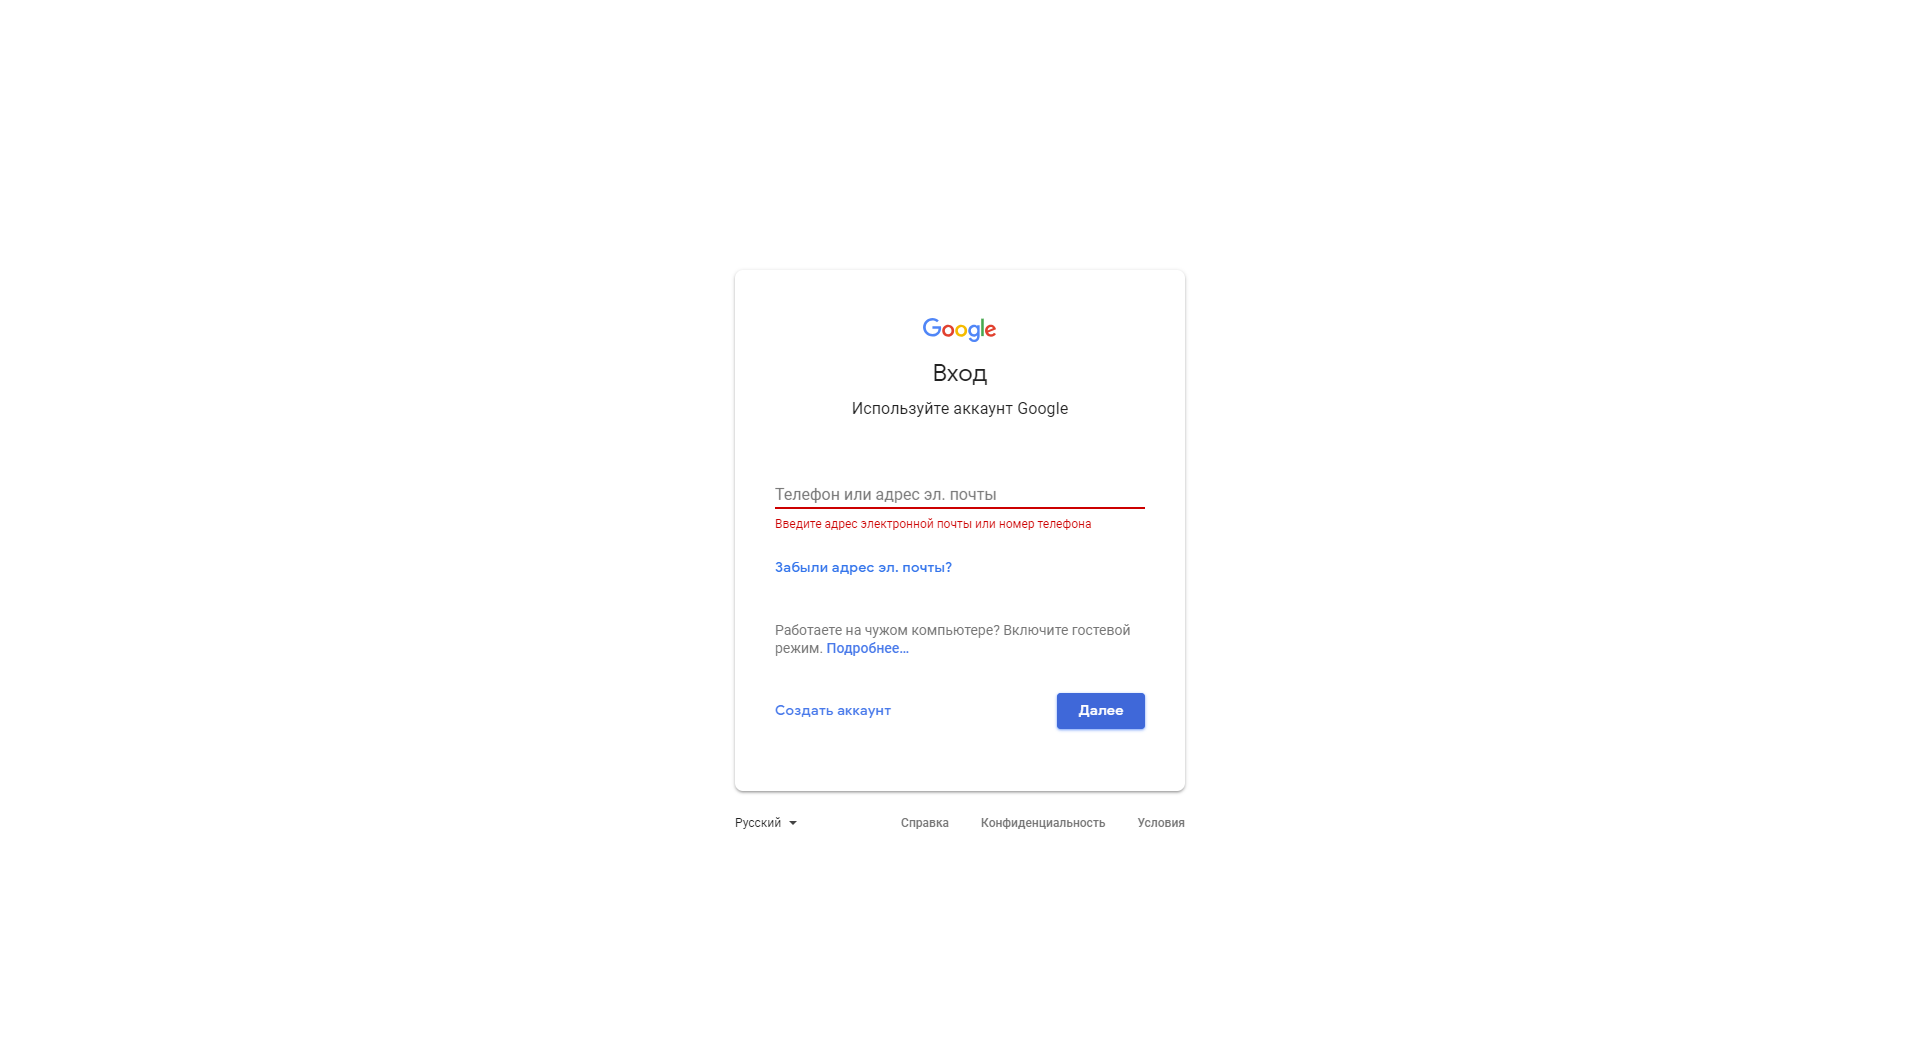 Google
Вход
Используйте аккаунт Google
Телефон или адрес эл. почты
Введите адрес электронной почты или номер телефона
Забыли адрес эл. почты?
Работаете на чужом компьютере? Включите гостевой
режим. Подробнее…
Создать аккаунт
Далее
Русский
Справка
Конфиденциальность
Условия